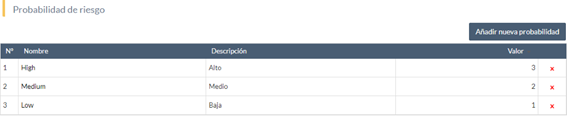 Probabilidad de riesgo
Añadir nueva probabilidad
Nº Nombre Descripción Valor
1 High Alto 3 x
2 Medium Medio 2 x
3 Low Baja 1 x